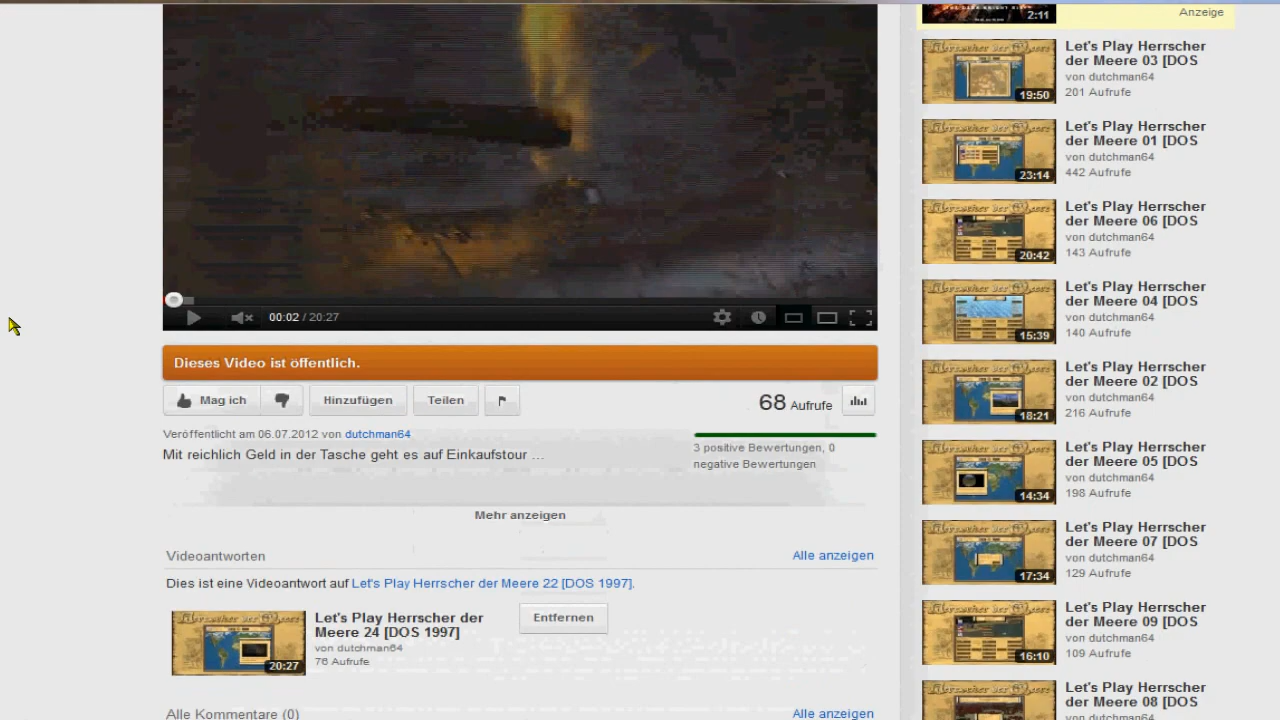 2:11
Anzeige
00:02 / 20:27
Dieses Video ist öffentlich.
Mag ich
Hinzufügen
Teilen
68 Aufrufe
Veröffentlicht am 06.07.2012 von dutchman64
Mit reichlich Geld in der Tasche geht es auf Einkaufstour ...
3 positive Bewertungen, 0
negative Bewertungen
Mehr anzeigen
Videoantworten
Alle anzeigen
Dies ist eine Videoantwort auf Let's Play Herrscher der Meere 22 [DOS 1997].
Let's Play Herrscher der
Meere 24 [DOS 1997]
von dutchman64
76 Aufrufe
20:27
Entfernen
Alle Kommentare (0)
Alle anzeigen
Let's Play Herrscher
der Meere 03 [DOS
von dutchman64
201 Aufrufe
19:50
Let's Play Herrscher
der Meere 01 [DOS
von dutchman64
442 Aufrufe
23:14
Let's Play Herrscher
der Meere 06 [DOS
von dutchman64
143 Aufrufe
20:42
Let's Play Herrscher
der Meere 04 [DOS
von dutchman64
140 Aufrufe
15:39
Let's Play Herrscher
der Meere 02 [DOS
von dutchman64
216 Aufrufe
18:21
Let's Play Herrscher
der Meere 05 [DOS
von dutchman64
198 Aufrufe
14:34
Let's Play Herrscher
der Meere 07 [DOS
von dutchman64
129 Aufrufe
17:34
Let's Play Herrscher
der Meere 09 [DOS
von dutchman64
109 Aufrufe
16:10
Let's Play Herrscher
der Meere 08 [DOS